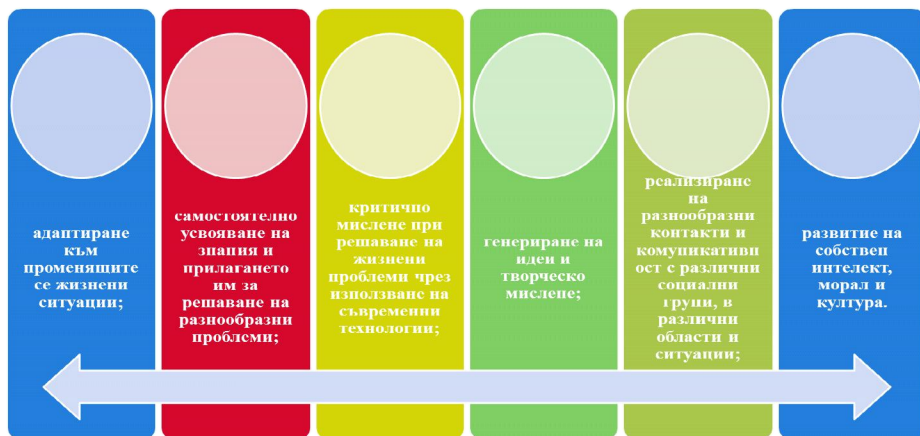 адаптиране
към
променящите
се жизнени
ситуации;
самостоятелно
усвояване на
знания и
прилагането
им за
решаване на
разнообразни
проблеми;
критично
мислене при
решаване на
жизнени
проблеми чрез
използване на
съвременни
технологии;
генериране на
идеи и
творческо
мислене;
реализиране
на
разнообразни
контакти и
комуникативн
ост с различни
социални
групи, в
различни
области и
ситуации;
развитие на
собствен
интелект,
морал и
култура.